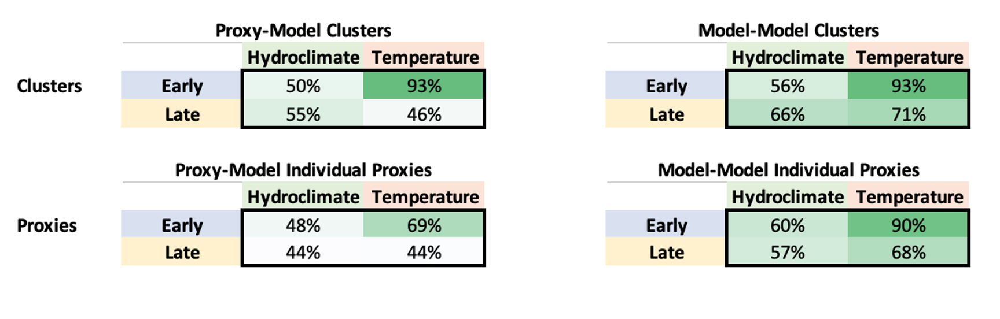 Proxy-Model Clusters Model-Model Clusters
Hydroclimate Temperature Hydroclimate Temperature
Clusters Early 50% 93% Early 56% 93%
Late 55% 46% Late 66% 71%
Proxy-Model Individual Proxies Model-Model Individual Proxies
Hydroclimate Temperature Hydroclimate Temperature
Proxies Early 48% 69% Early 60% 90%
Late 44% 44% Late 57% 68%